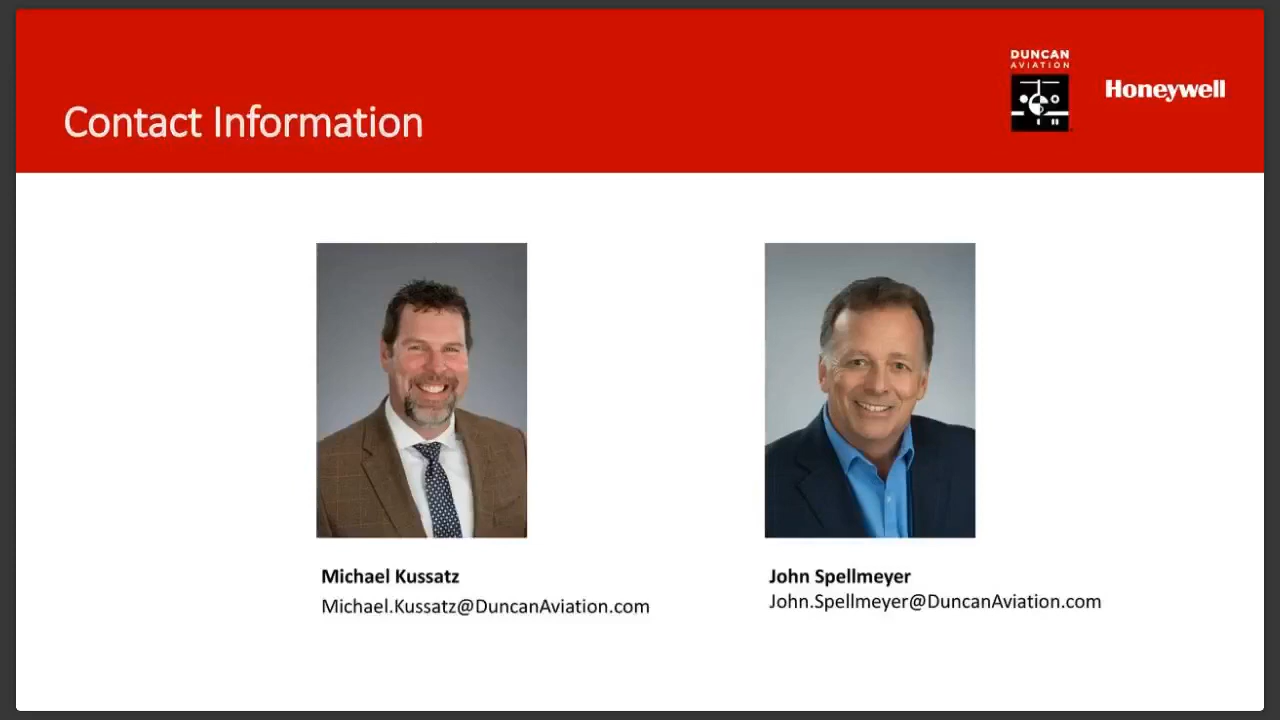 DUNCAN
AVIATION
Honeywell
Contact Information
Michael Kussatz
Michael.Kussatz@DuncanAviation.com
John Spellmeyer
John.Spellmeyer@DuncanAviation.com